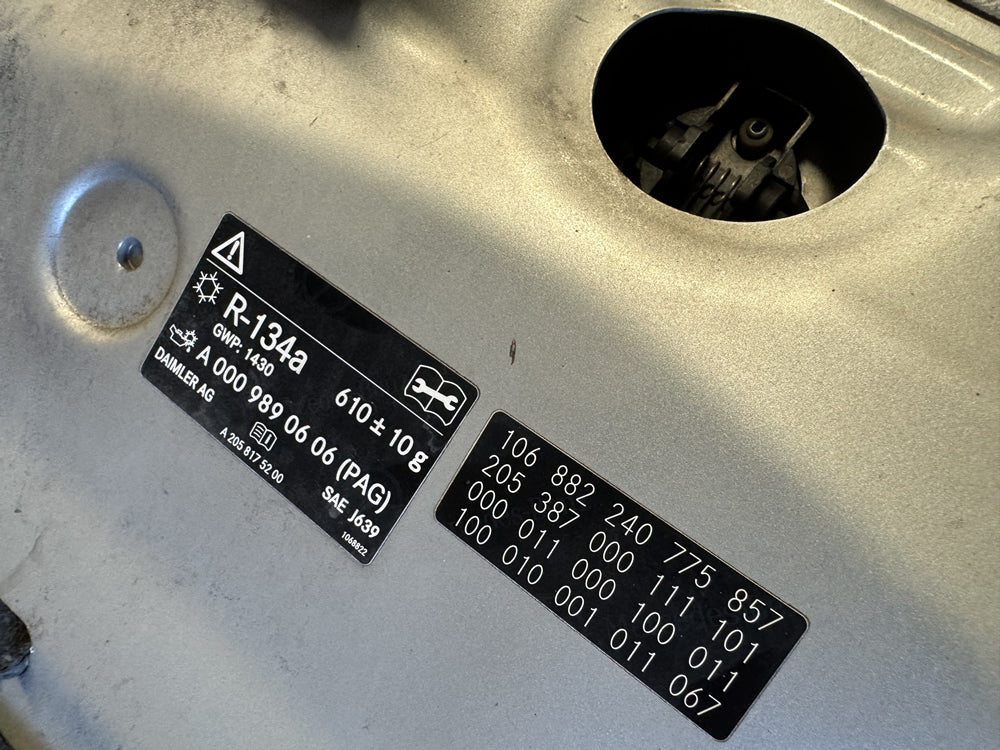 R-134a
GWP: 1430
610 ± 10 g
A 000 989 06 06 (PAG)
DAIMLER AG
A 205 817 52 00
SAE J639
1068822
106 882 240 775 857
205 387 000 111 101
000 011 000 100 011
100 010 001 011 067